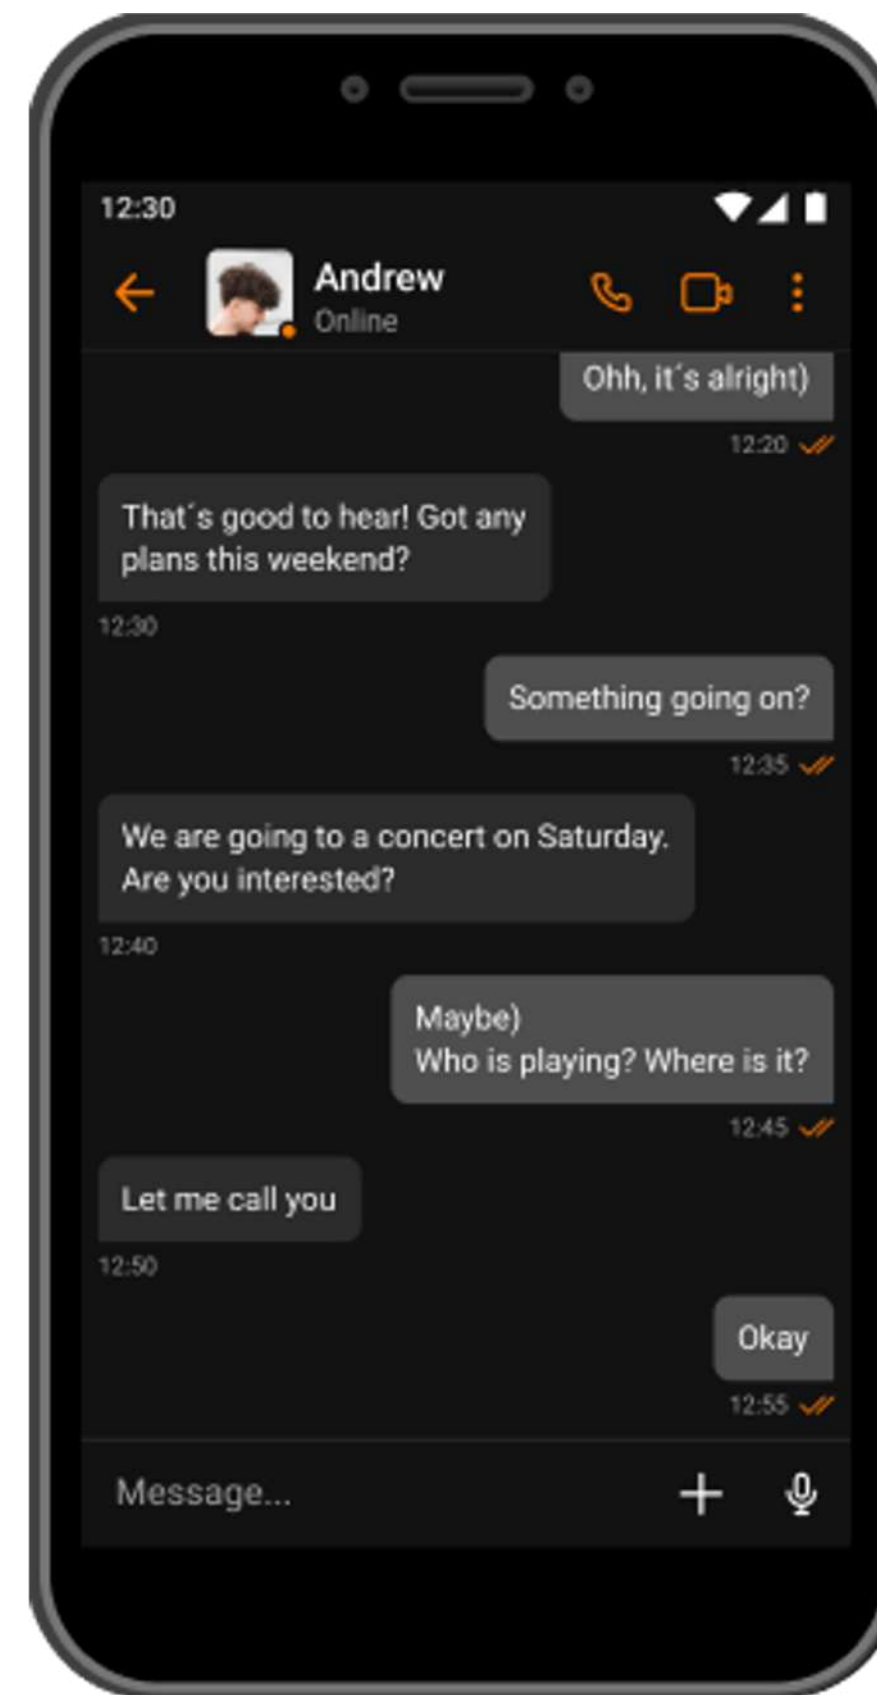 12:30
Andrew
Online
Ohh, it´s alright)
12:20
That´s good to hear! Got any
plans this weekend?
12:30
Something going on?
12:35
We are going to a concert on Saturday.
Are you interested?
12:40
Maybe)
Who is playing? Where is it?
12:45
Let me call you
12:50
Okay
12:55
Message...